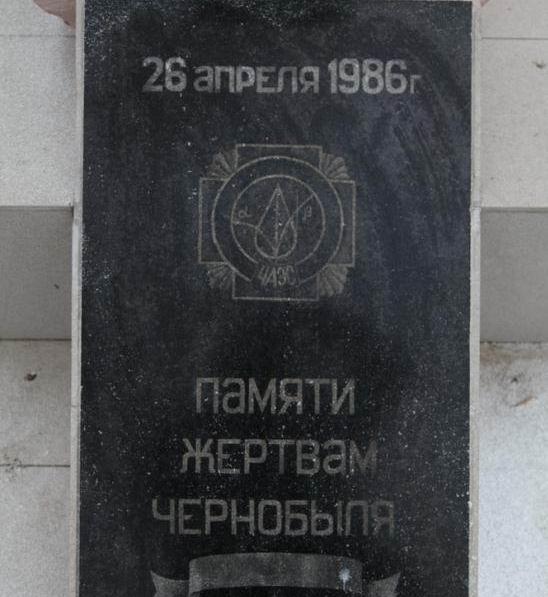 26 апреля 1986г
α β
ЧАЭС
ПАМЯТИ
ЖЕРТВАМ
ЧЕРНОБЫЛЯ